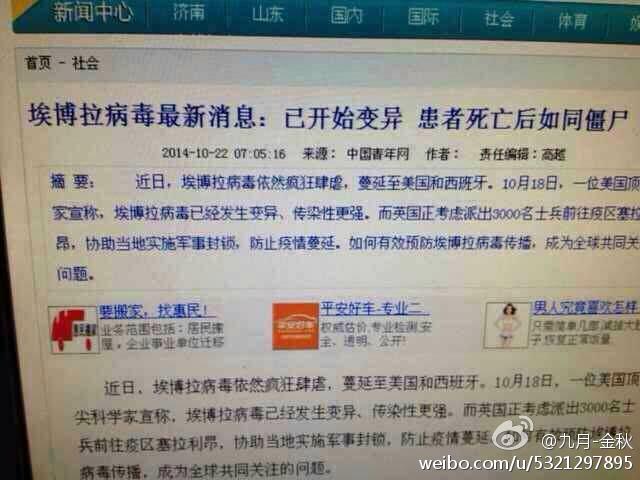 新闻中心 济南 山东 国内 国际 社会 体育
首页 - 社会
埃博拉病毒最新消息：已开始变异 患者死亡后如同僵尸
2014-10-22 07:05:16 来源： 中国青年网 作者： 责任编辑：高越
摘 要： 近日，埃博拉病毒依然疯狂肆虐，蔓延至美国和西班牙。10月18日，一位美国顶
家宣称，埃博拉病毒已经发生变异、传染性更强。而英国正考虑派出3000名士兵前往疫区塞拉
昂，协助当地实施军事封锁，防止疫情蔓延。如何有效预防埃博拉病毒传播，成为全球共同关
问题。
要搬家，找惠民！ 平安好车-专业二 男人究竟喜欢怎样
业务范围包括：居民搬 权威估价,专业检测,安 只需简单几部,减掉大
屋，企业事业单位迁移 全、透明、公开! 子,恢复正常饭量
平安好车
近日，埃博拉病毒依然疯狂肆虐，蔓延至美国和西班牙。10月18日，一位美国顶
尖科学家宣称，埃博拉病毒已经发生变异、传染性更强。而英国正考虑派出3000名士
兵前往疫区塞拉利昂，协助当地实施军事封锁，防止疫情蔓延
病毒传播，成为全球共同关注的问题。
@九月-金秋
weibo.com/u/5321297895